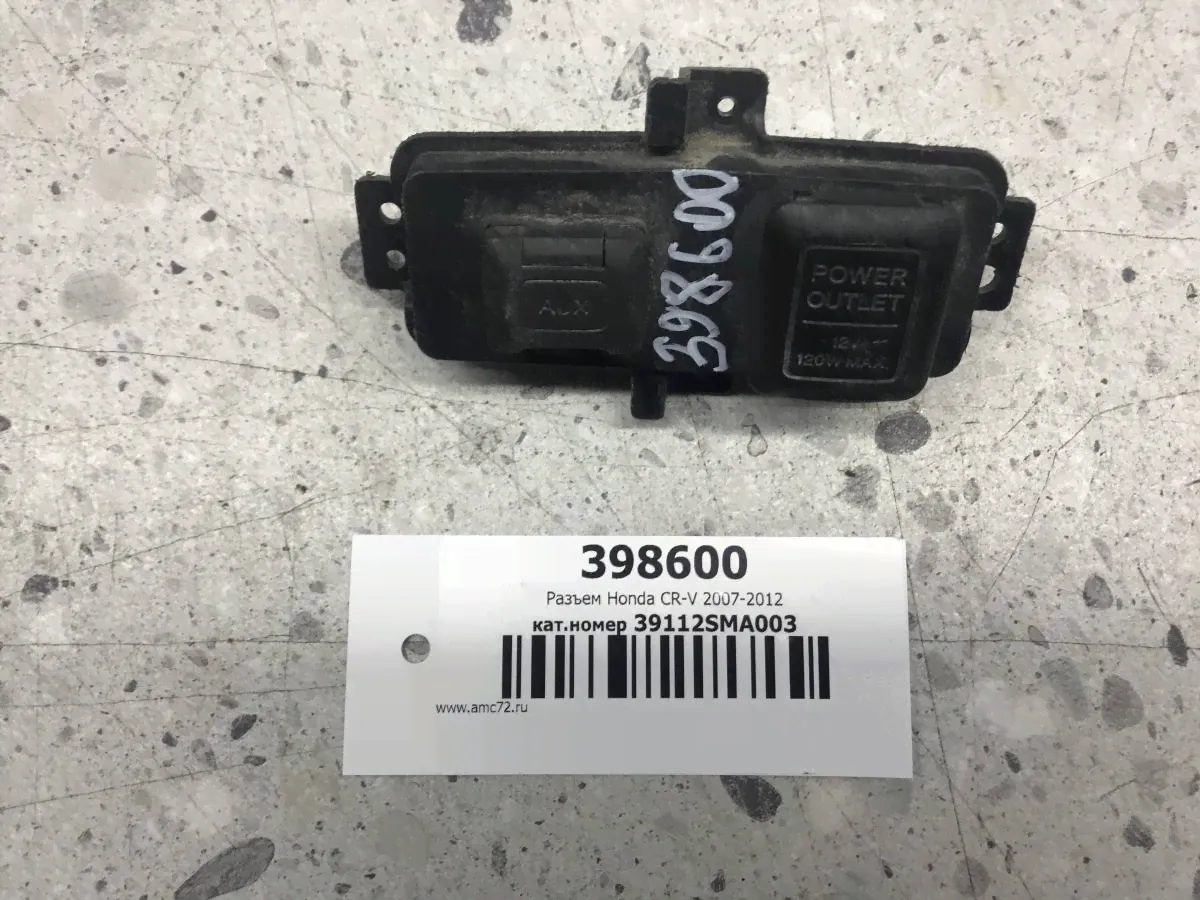 AUX
398600
POWER
OUTLET
120W MAX.
398600
Разъем Honda CR-V 2007-2012
кат.номер 39112SMA003
www.amc72.ru